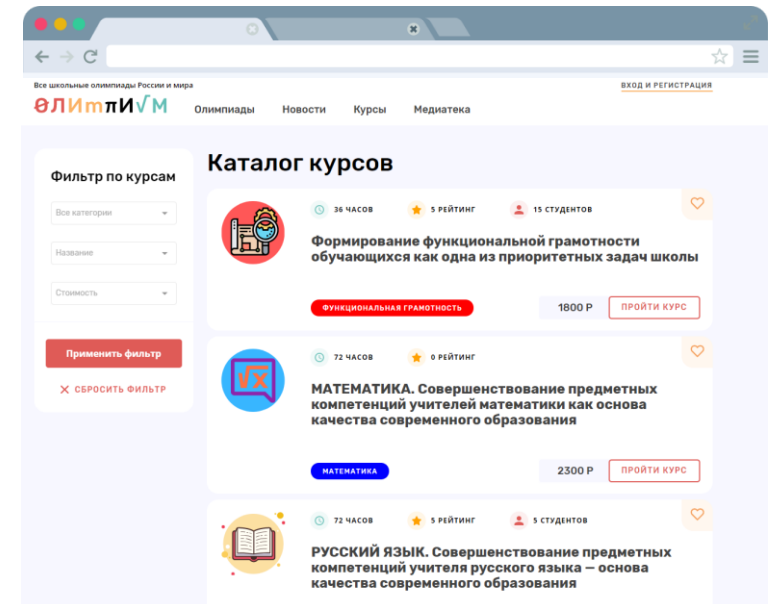 Все школьные олимпиады России и мира
ВХОД И РЕГИСТРАЦИЯ
ОЛИМПИУМ
Олимпиады Новости Курсы Медиатека
Фильтр по курсам
Все категории
Название
Стоимость
Применить фильтр
СБРОСИТЬ ФИЛЬТР
Каталог курсов
36 ЧАСОВ 5 РЕЙТИНГ 15 СТУДЕНТОВ
Формирование функциональной грамотности
обучающихся как одна из приоритетных задач школы
ФУНКЦИОНАЛЬНАЯ ГРАМОТНОСТЬ
1800 Р ПРОЙТИ КУРС
72 ЧАСОВ 0 РЕЙТИНГ
√x
МАТЕМАТИКА. Совершенствование предметных
компетенций учителей математики как основа
качества современного образования
МАТЕМАТИКА
2300 Р ПРОЙТИ КУРС
72 ЧАСОВ 5 РЕЙТИНГ 5 СТУДЕНТОВ
РУССКИЙ ЯЗЫК. Совершенствование предметных
компетенций учителя русского языка — основа
качества современного образования